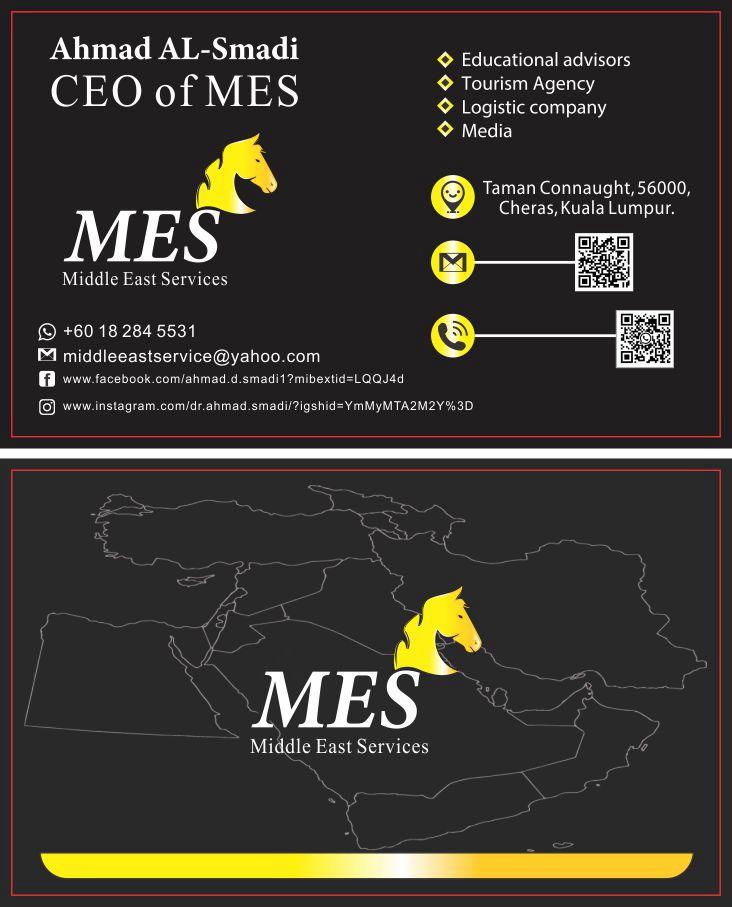 Ahmad AL-Smadi
CEO of MES
MES
Middle East Services
+60 18 284 5531
middleeastservice@yahoo.com
www.facebook.com/ahmad.d.smadi1?mibextid=LQQJ4d
www.instagram.com/dr.ahmad.smadi/?igshid=YmMyMTA2M2Y%3D
Educational advisors
Tourism Agency
Logistic company
Media
Taman Connaught, 56000,
Cheras, Kuala Lumpur.
MES
Middle East Services